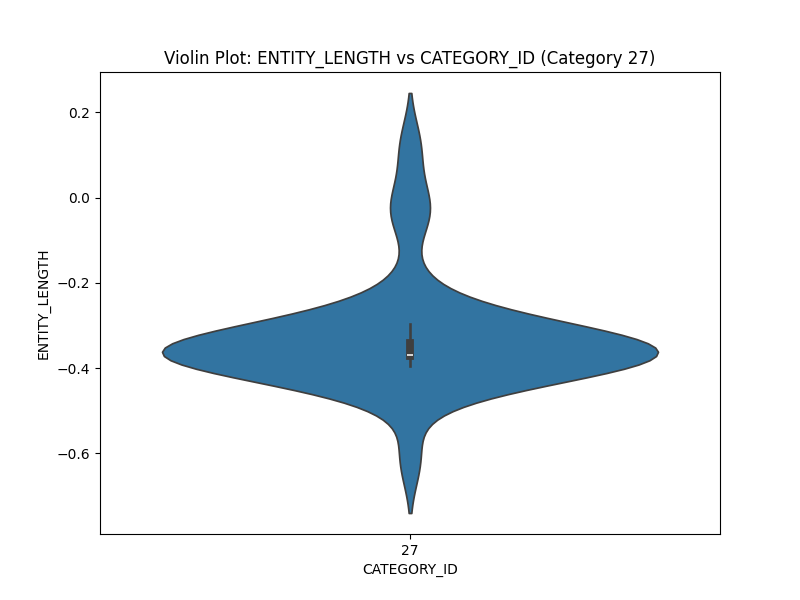 Violin Plot: ENTITY_LENGTH vs CATEGORY_ID (Category 27)
0.2
0.0
−0.2
−0.4
−0.6
ENTITY_LENGTH
27
CATEGORY_ID